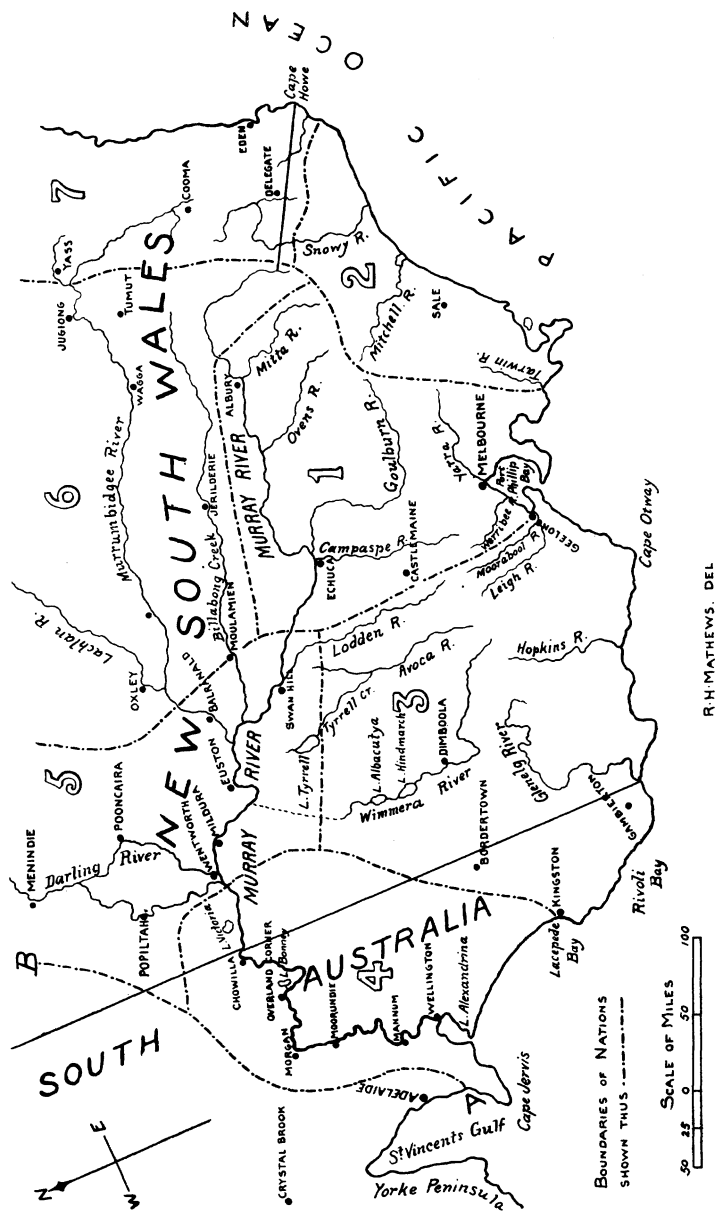 PACIFIC OCEAN
NEW SOUTH WALES
SOUTH AUSTRALIA
Cape Howe
EDEN
DELEGATE
COOMA
7
YASS
JUGIONG
TUMUT
WAGGA
Snowy R.
2
Mitchell R.
SALE
Tarwin R.
ALBURY
Mitta R.
Ovens R.
Goulburn R.
1
MURRAY RIVER
6
Murrumbidgee River
JERILDERIE
Billabong Creek
MOULAMIEN
Yarra R.
MELBOURNE
Port Phillip Bay
Werribee R.
GEELONG
Moorabool R.
Leigh R.
Campaspe R.
ECHUCA
CASTLEMAINE
Cape Otway
Lachlan R.
OXLEY
BALRANALD
SWAN HILL
Lodden R.
Avoca R.
Tyrrell Cr.
L. Tyrrell
3
L. Albacutya
L. Hindmarsh
DIMBOOLA
Wimmera River
Hopkins R.
Glenelg River
GAMBIERTON
EUSTON
MURRAY RIVER
5
MENINDIE
POONCAIRA
Darling River
MILDURA
WENTWORTH
POPILTAH
L. Victoria
B
CHOWILLA
OVERLAND CORNER
L. Bonney
BORDERTOWN
KINGSTON
Lacepede Bay
Rivoli Bay
4
MORGAN
MOORUNDIE
MANNUM
WELLINGTON
L. Alexandrina
ADELAIDE
A
Cape Jervis
St Vincents Gulf
Yorke Peninsula
CRYSTAL BROOK
N
E
W
BOUNDARIES OF NATIONS
SHOWN THUS
SCALE OF MILES
50 25 0 50 100
R.H. MATHEWS. DEL